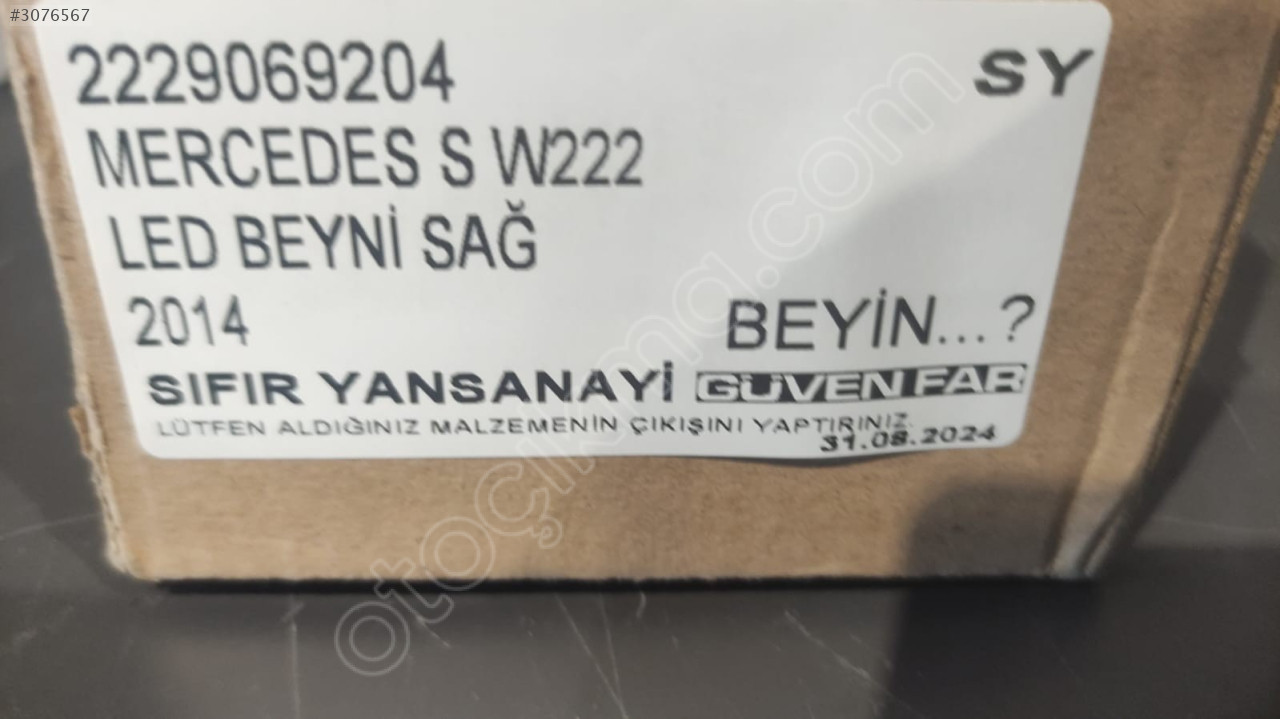 #3076567
2229069204 SY
MERCEDES S W222
LED BEYNİ SAĞ
2014 BEYİN...?
SIFIR YANSANAYİ GÜVEN FAR
LÜTFEN ALDIĞINIZ MALZEMENİN ÇIKIŞINI YAPTIRINIZ.
31.08.2024
otoçıkma.com